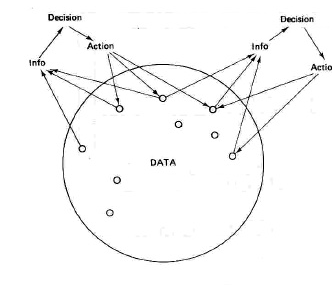 Decision
Decision
Action
Info
Info
Actio
DATA